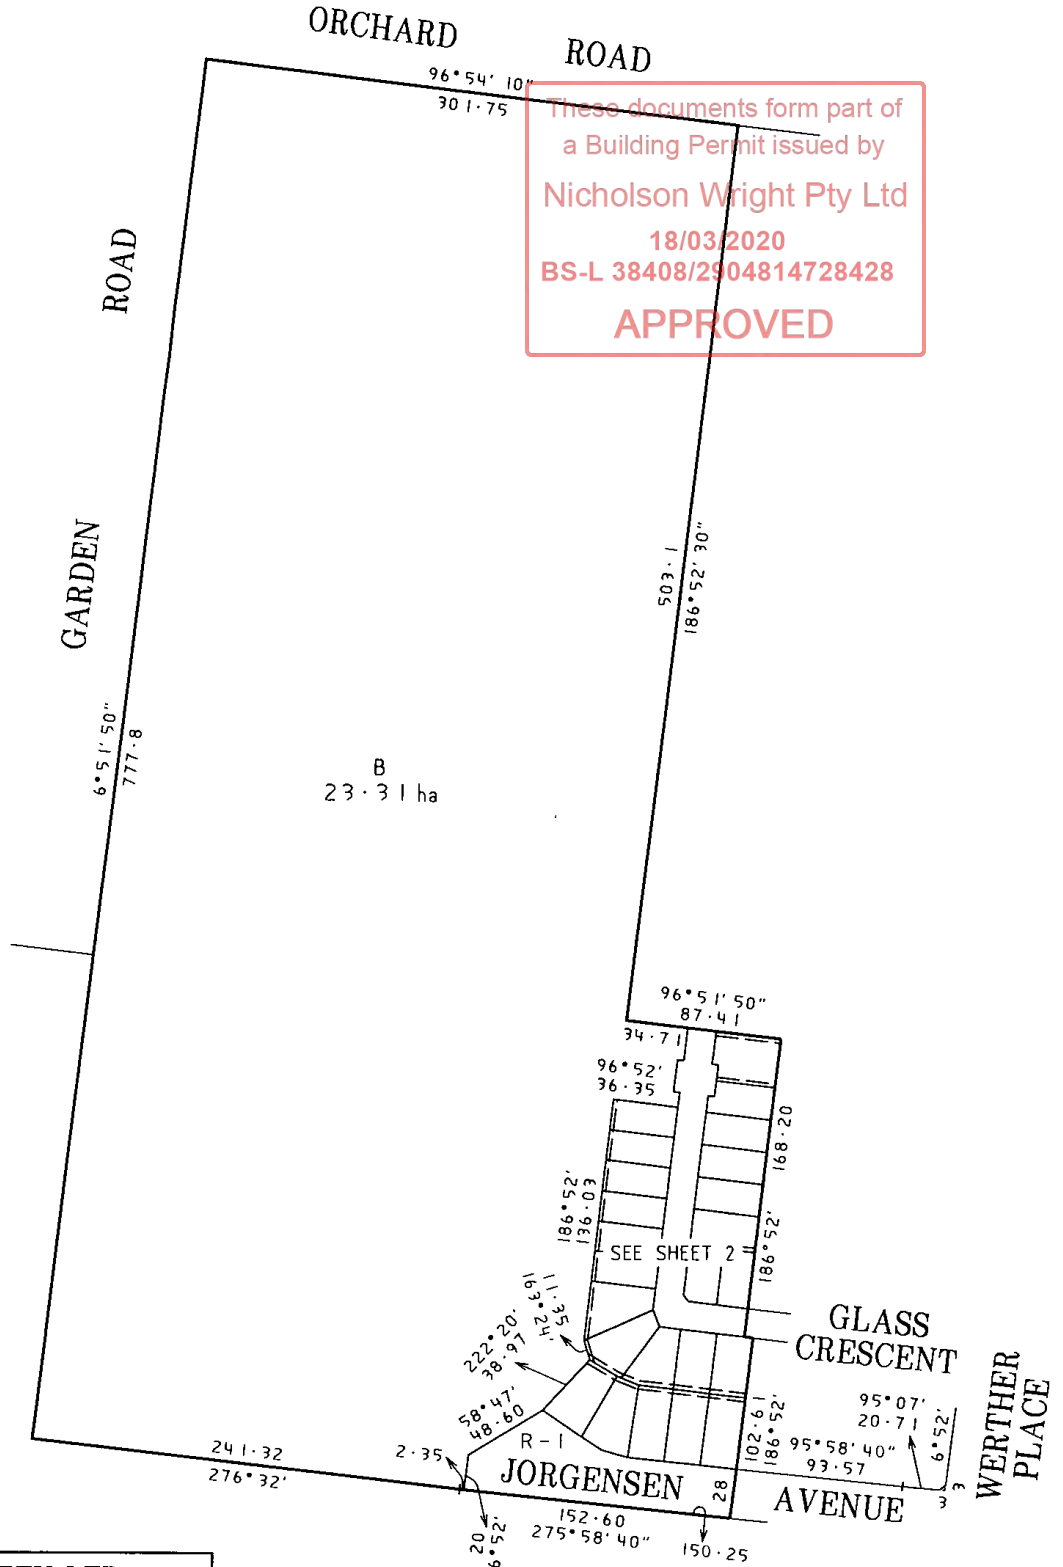 ORCHARD ROAD
96°54' 10"
301·75
These documents form part of
a Building Permit issued by
Nicholson Wright Pty Ltd
18/03/2020
BS-L 38408/2904814728428
APPROVED
GARDEN ROAD
503·1
186°52' 30"
6°51' 50"
777·8
B
23·31 ha
96°51' 50"
87·41
34·71
96°52'
36·35
168·20
186°52'
186°52'
136·03
SEE SHEET 2
11·35
163°24'
222°20'
38·97
58°47'
48·60
GLASS
CRESCENT
WERTHER
PLACE
95°07'
20·71
6°52'
102·61
186°52'
95°58' 40"
93·57
3
3
R-1
241·32
276°32'
2·35
JORGENSEN
28
AVENUE
20
6°52'
152·60
275°58' 40"
150·25